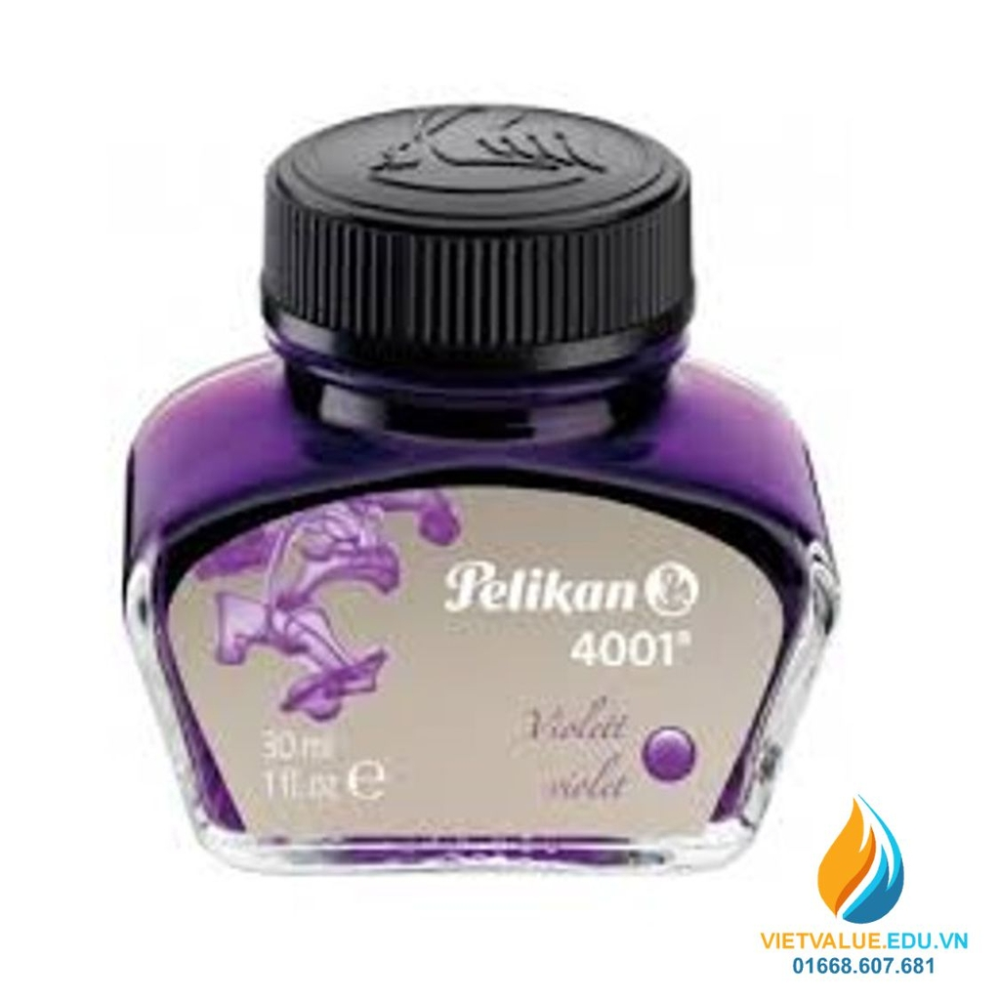 Pelikan
4001®
Violett
violet
30 ml
1 fl.oz ℮
VIETVALUE.EDU.VN
01668.607.681